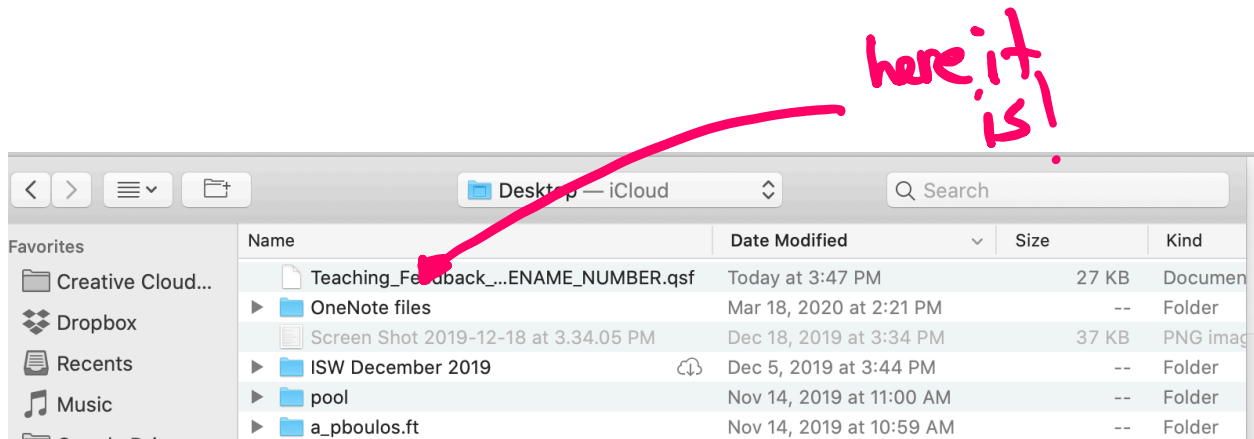 here it
is!
Desktop — iCloud
Search
Favorites
Name Date Modified Size Kind
Creative Cloud...
Teaching_Feedback_...ENAME_NUMBER.qsf Today at 3:47 PM 27 KB Documen
OneNote files Mar 18, 2020 at 2:21 PM -- Folder
Dropbox
Screen Shot 2019-12-18 at 3.34.05 PM Dec 18, 2019 at 3:34 PM 37 KB PNG imag
Recents
ISW December 2019 Dec 5, 2019 at 3:44 PM -- Folder
Music
pool Nov 14, 2019 at 11:00 AM -- Folder
a_pboulos.ft Nov 14, 2019 at 10:59 AM -- Folder